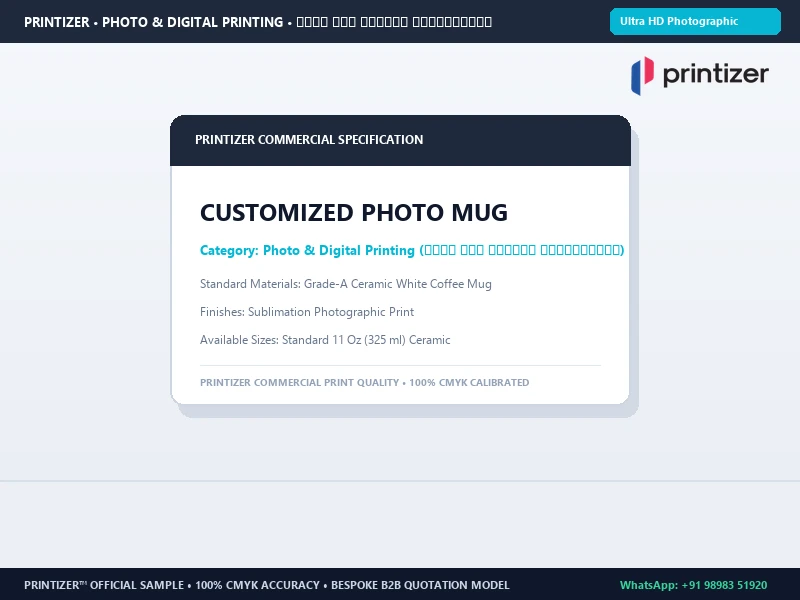 PRINTIZER • PHOTO & DIGITAL PRINTING •
Ultra HD Photographic
printizer
PRINTIZER COMMERCIAL SPECIFICATION
CUSTOMIZED PHOTO MUG
Category: Photo & Digital Printing (
Standard Materials: Grade-A Ceramic White Coffee Mug
Finishes: Sublimation Photographic Print
Available Sizes: Standard 11 Oz (325 ml) Ceramic
PRINTIZER COMMERCIAL PRINT QUALITY • 100% CMYK CALIBRATED
PRINTIZER™ OFFICIAL SAMPLE • 100% CMYK ACCURACY • BESPOKE B2B QUOTATION MODEL
WhatsApp: +91 98983 51920